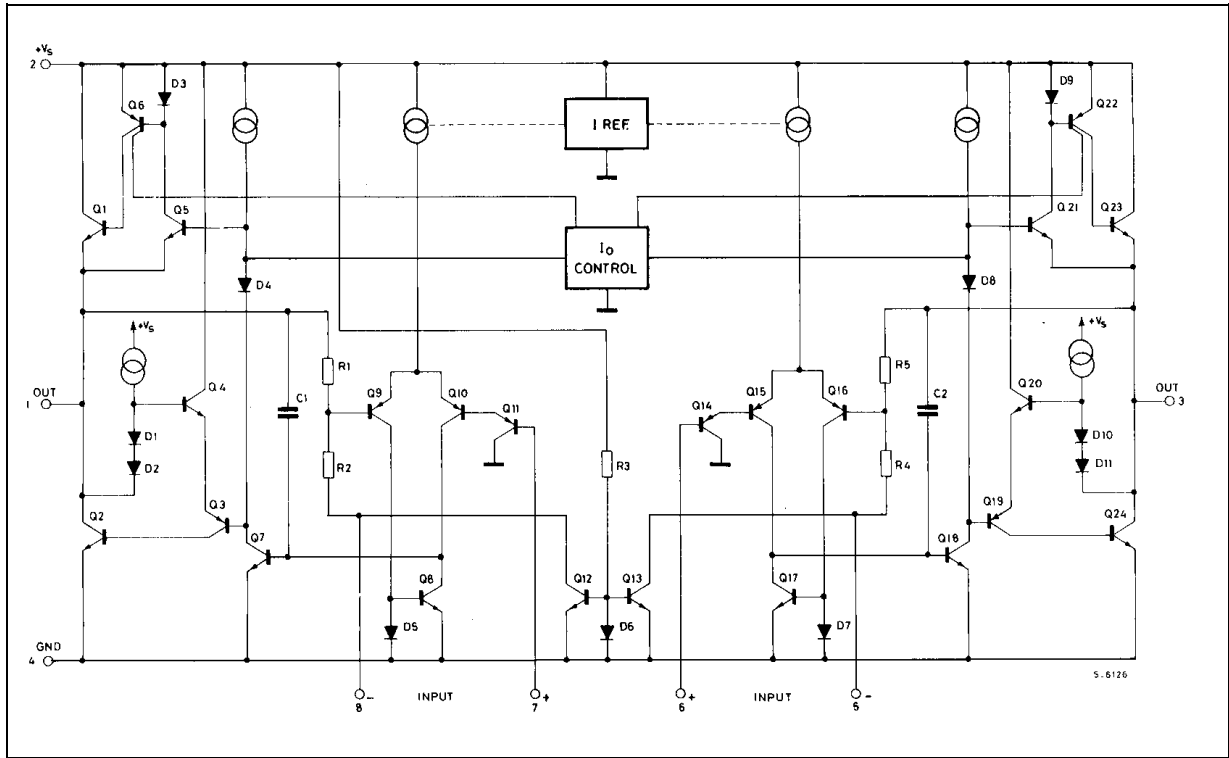 +Vs
2
D3
D9
Q6
Q22
I REF.
Q1
Q5
Q21
Q23
Io
CONTROL
D4
D8
+Vs
+Vs
R1
R5
OUT
1
Q4
C1
Q9
Q10
Q11
Q14
Q15
Q16
C2
Q20
OUT
3
D1
D10
D2
R2
R3
R4
D11
Q2
Q3
Q19
Q24
Q7
Q18
Q8
Q12
Q13
Q17
D5
D6
D7
GND
4
S-6126
-
INPUT
+
+
INPUT
-
8
7
6
5